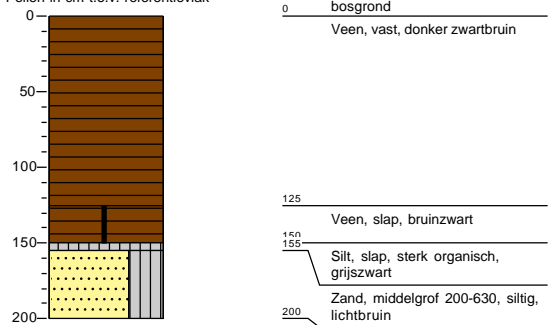 Peilen in cm t.o.v. referentievlak
0
50
100
150
200
0
bosgrond
Veen, vast, donker zwartbruin
125
Veen, slap, bruinzwart
150
155
Silt, slap, sterk organisch,
grijszwart
Zand, middelgrof 200-630, siltig,
lichtbruin
200